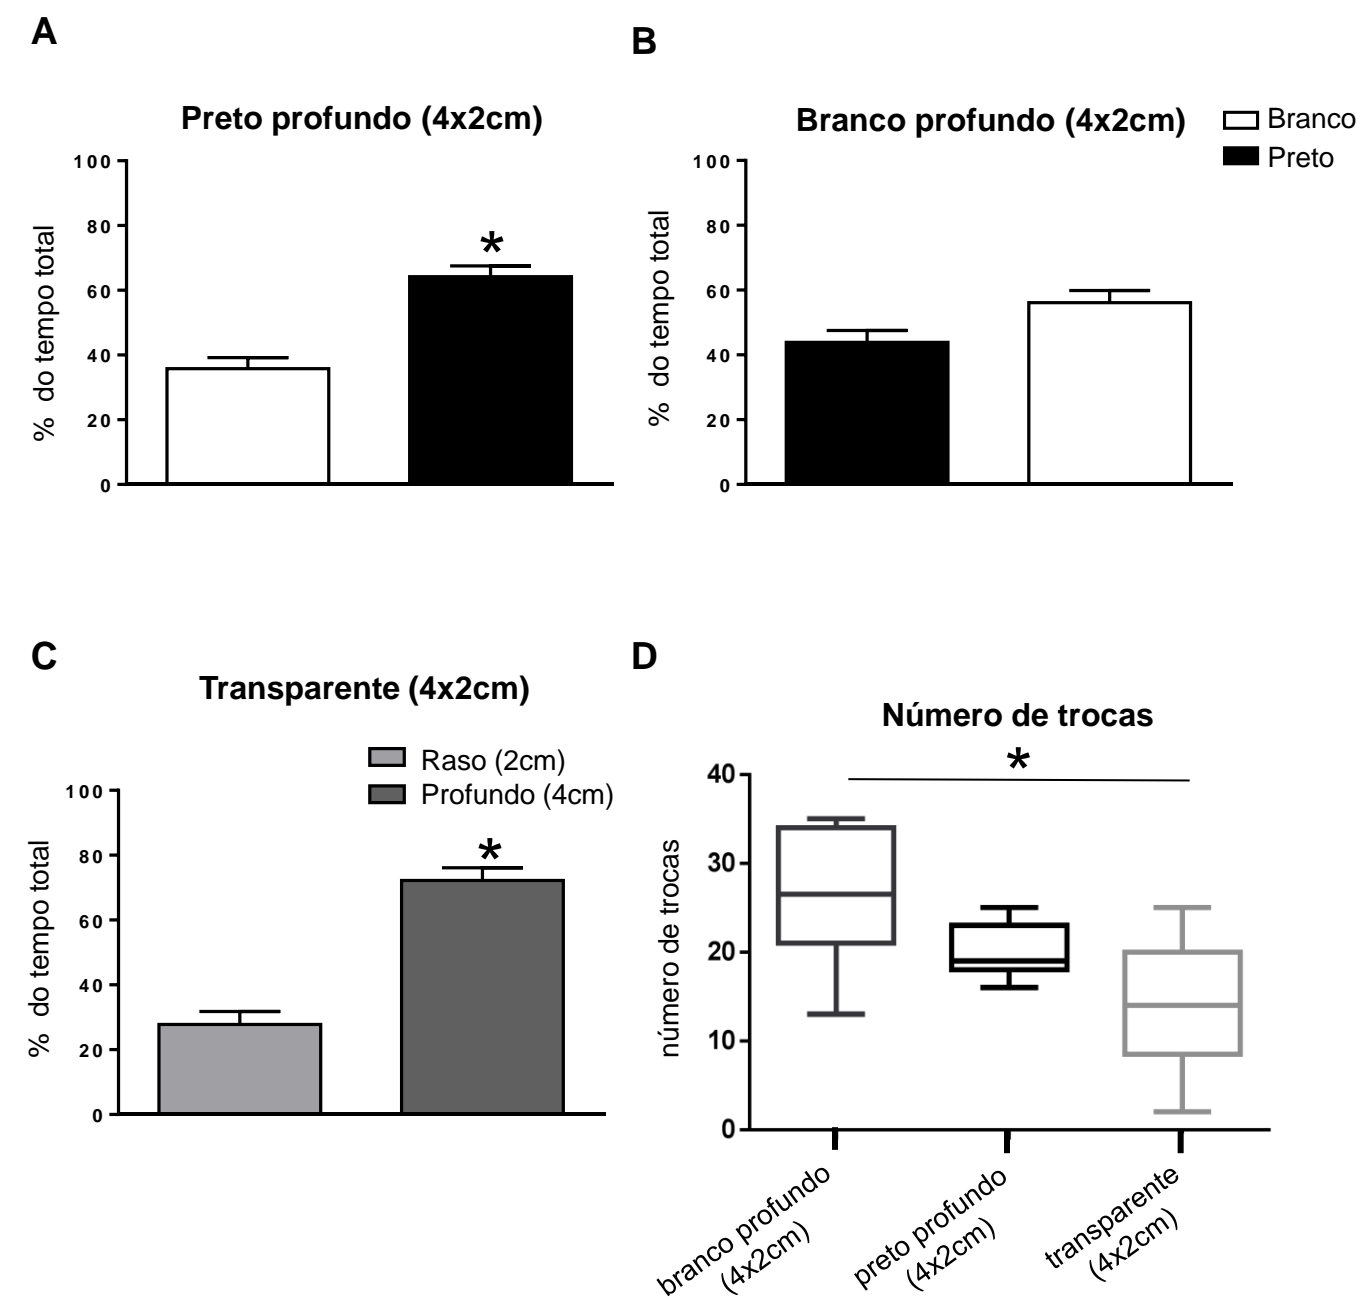 A
Preto profundo (4x2cm)
100
80
60
40
20
0
% do tempo total
*
B
Branco profundo (4x2cm)
Branco
Preto
100
80
60
40
20
0
% do tempo total
C
Transparente (4x2cm)
Raso (2cm)
Profundo (4cm)
100
80
60
40
20
0
% do tempo total
*
D
Número de trocas
*
40
30
20
10
0
número de trocas
branco profundo
(4x2cm)
preto profundo
(4x2cm)
transparente
(4x2cm)